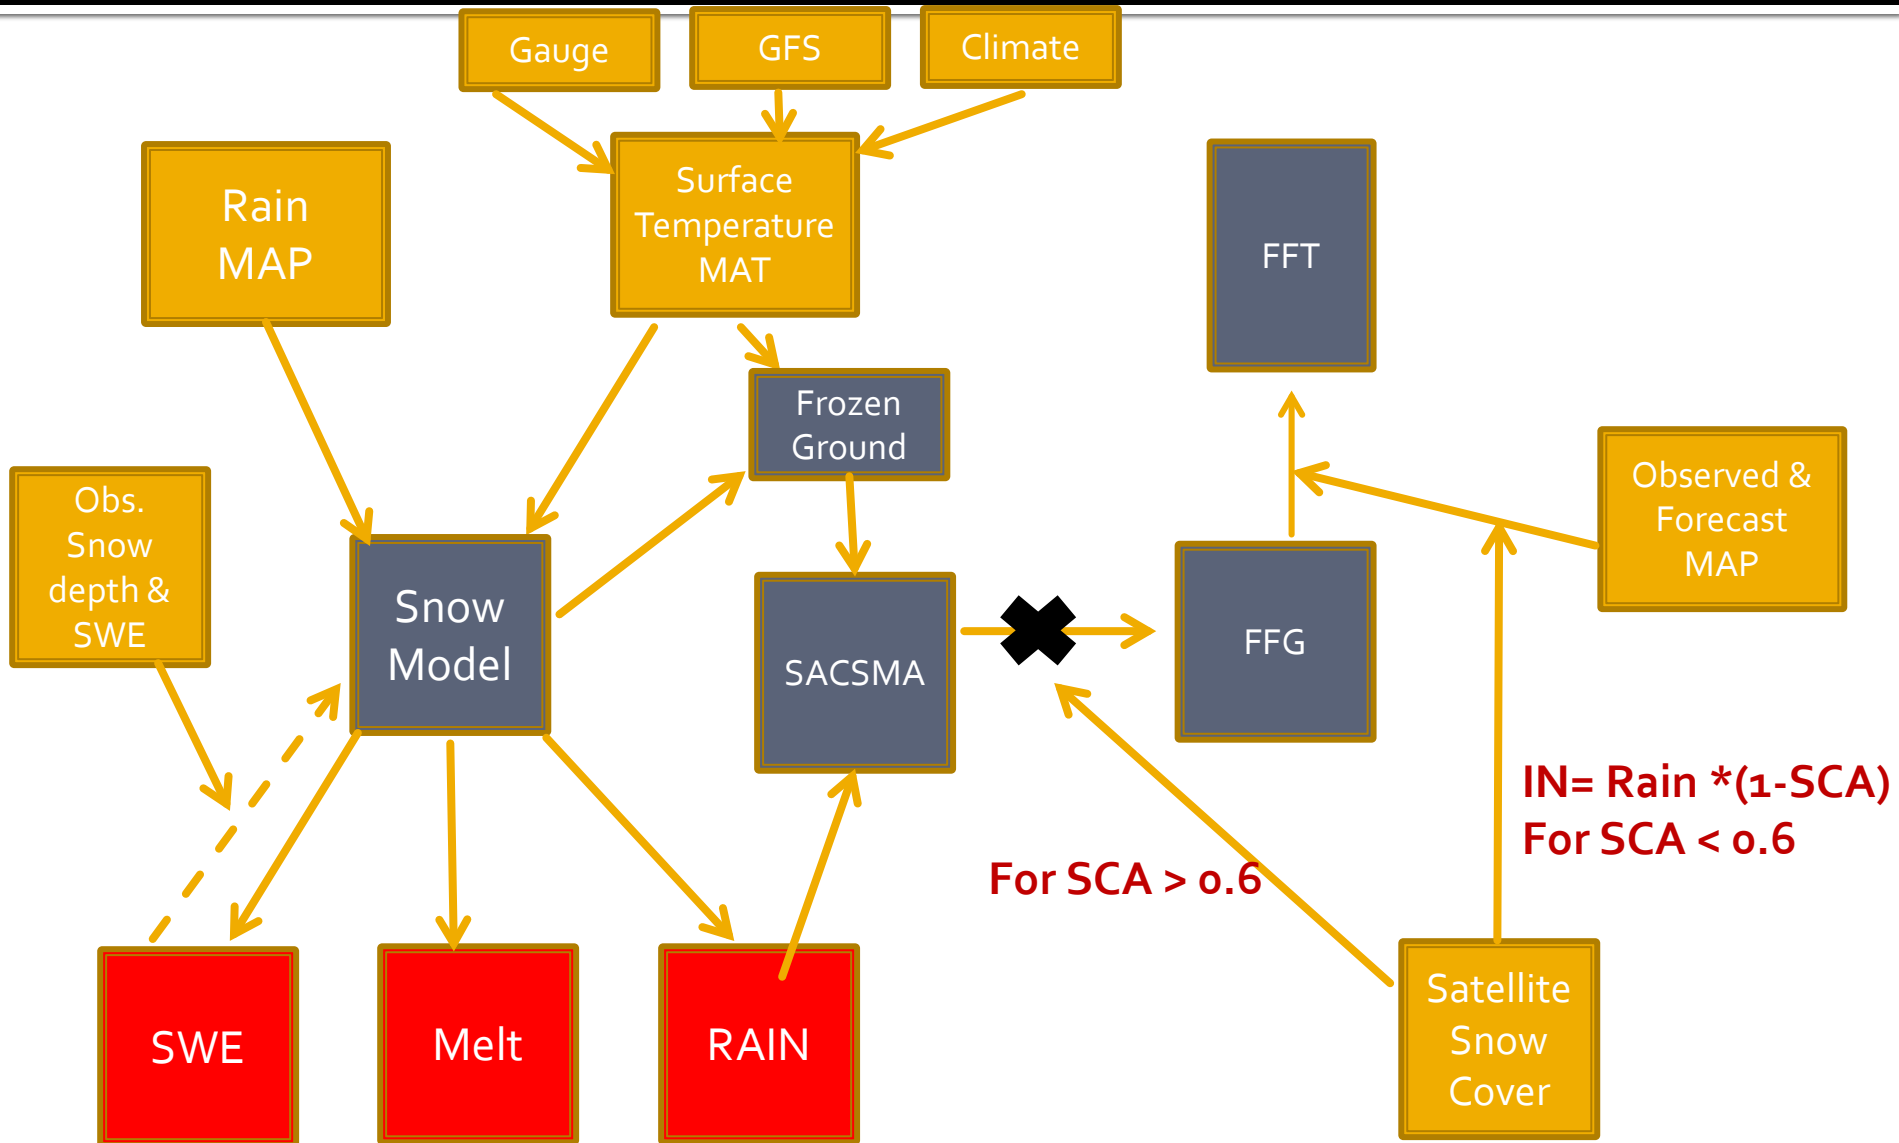 Gauge
GFS
Climate
Rain
MAP
Surface
Temperature
MAT
FFT
Frozen
Ground
Observed &
Forecast
MAP
Obs.
Snow
depth &
SWE
Snow
Model
SACSMA
FFG
IN= Rain *(1-SCA)
For SCA < 0.6
For SCA > 0.6
SWE
Melt
RAIN
Satellite
Snow
Cover